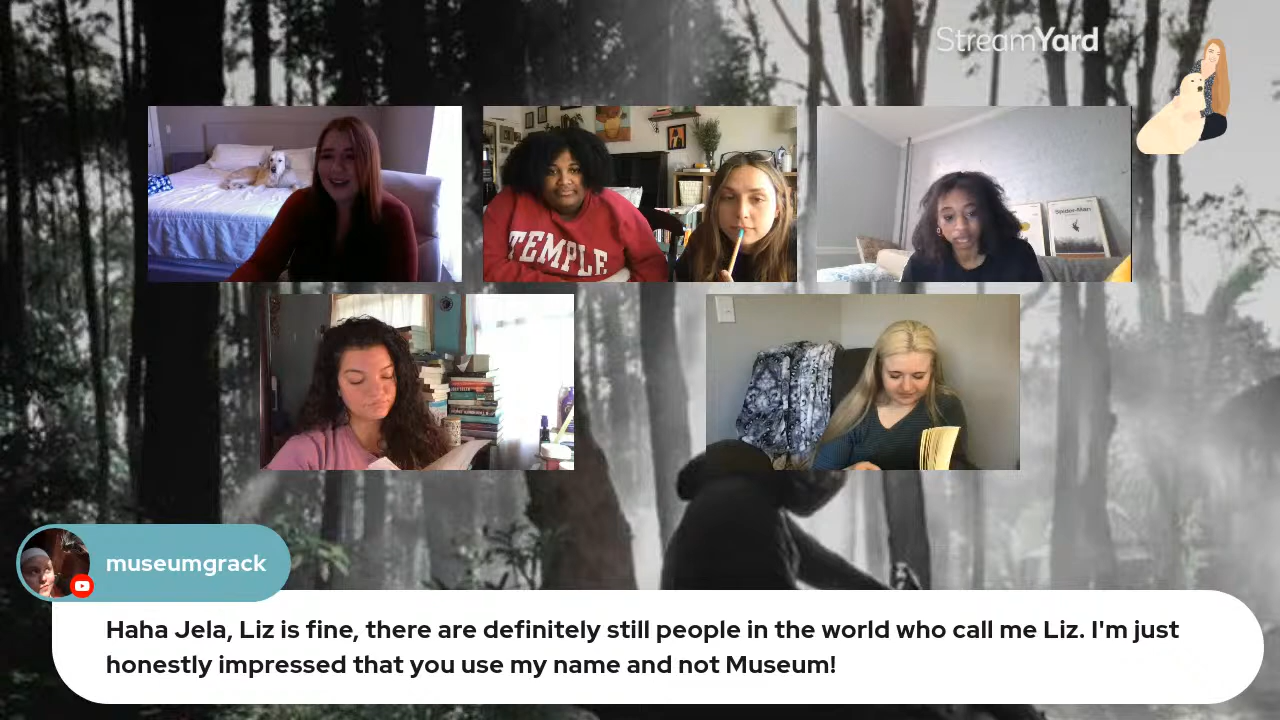 StreamYard
TEMPLE
Spider-Man
museumgrack
Haha Jela, Liz is fine, there are definitely still people in the world who call me Liz. I'm just
honestly impressed that you use my name and not Museum!